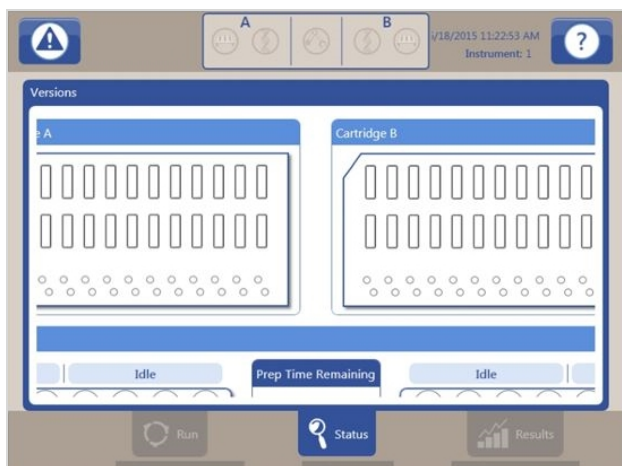 A
B
/18/2015 11:22:53 AM
Instrument: 1
?
Versions
e A
Cartridge B
Idle
Prep Time Remaining
Idle
Run
Status
Results